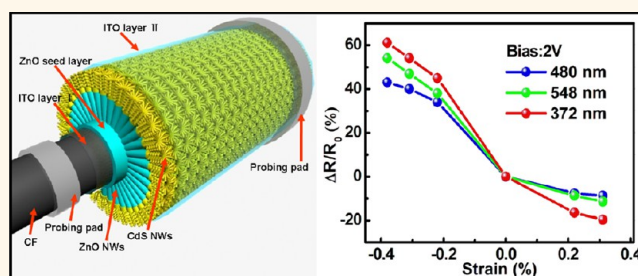 ITO layer II
ZnO seed layer
ITO layer I
Probing pad
CF
Probing pad
ZnO NWs
CdS NWs
Bias:2V
480 nm
548 nm
372 nm
ΔR/R0 (%)
60
40
20
0
-20
-0.4
-0.2
0.0
0.2
0.4
Strain (%)